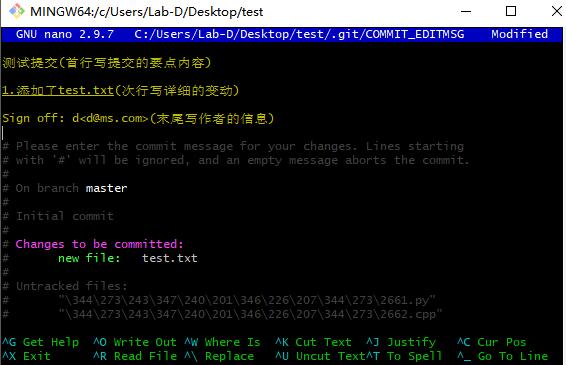 MINGW64:/c/Users/Lab-D/Desktop/test
GNU nano 2.9.7 C:/Users/Lab-D/Desktop/test/.git/COMMIT_EDITMSG Modified
测试提交(首行写提交的要点内容)
1.添加了test.txt(次行写详细的变动)
Sign off: d<d@ms.com>(末尾写作者的信息)
# Please enter the commit message for your changes. Lines starting
# with '#' will be ignored, and an empty message aborts the commit.
#
# On branch master
#
# Initial commit
#
# Changes to be committed:
# new file: test.txt
#
# Untracked files:
# "\344\273\243\347\240\201\346\226\207\344\273\2661.py"
# "\344\273\243\347\240\201\346\226\207\344\273\2662.cpp"
^G Get Help ^O Write Out ^W Where Is ^K Cut Text ^J Justify ^C Cur Pos
^X Exit ^R Read File ^\ Replace ^U Uncut Text ^T To Spell ^_ Go To Line